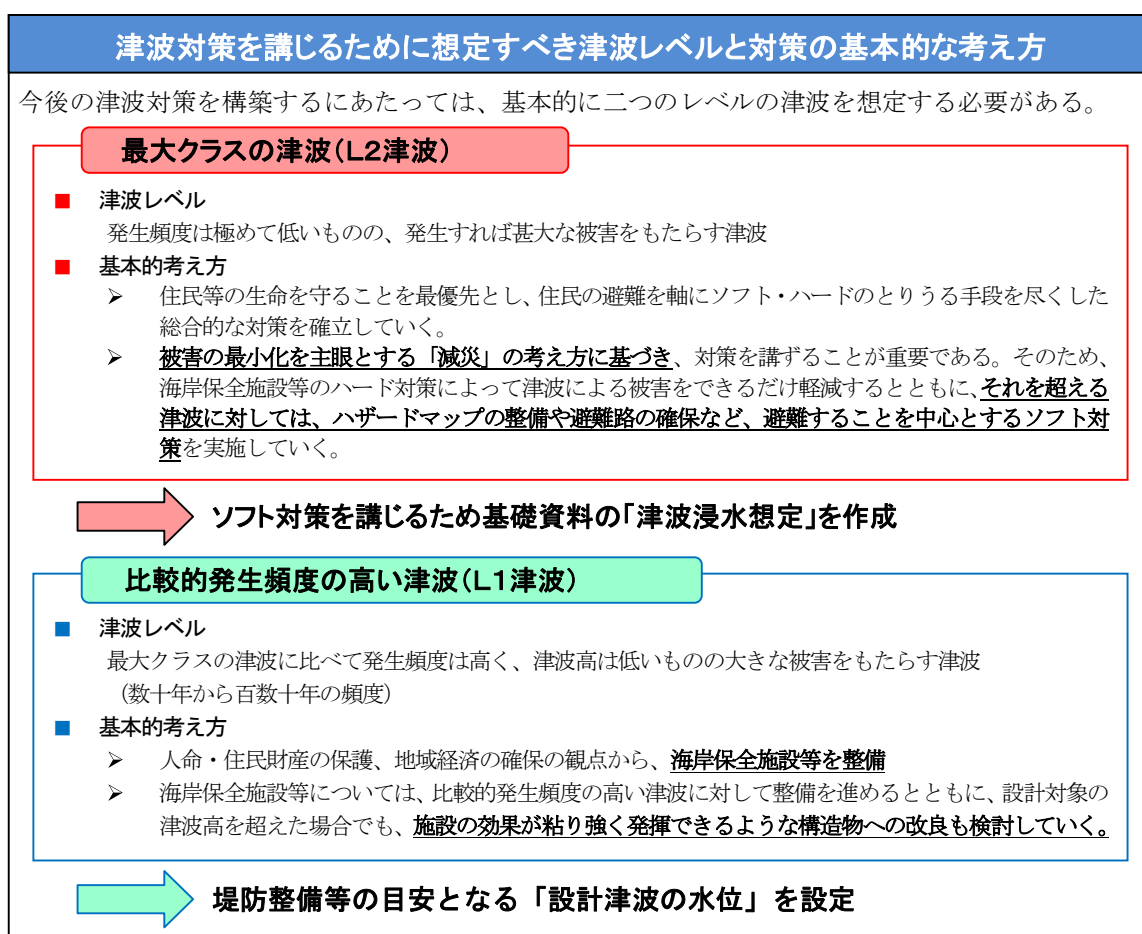 津波対策を講じるために想定すべき津波レベルと対策の基本的な考え方
今後の津波対策を構築するにあたっては、基本的に二つのレベルの津波を想定する必要がある。
最大クラスの津波(L2津波)
■ 津波レベル
発生頻度は極めて低いものの、発生すれば甚大な被害をもたらす津波
■ 基本的考え方
➢ 住民等の生命を守ることを最優先とし、住民の避難を軸にソフト・ハードのとりうる手段を尽くした
総合的な対策を確立していく。
➢ 被害の最小化を主眼とする「減災」の考え方に基づき、対策を講ずることが重要である。そのため、
海岸保全施設等のハード対策によって津波による被害をできるだけ軽減するとともに、それを超える
津波に対しては、ハザードマップの整備や避難路の確保など、避難することを中心とするソフト対
策を実施していく。
ソフト対策を講じるため基礎資料の「津波浸水想定」を作成
比較的発生頻度の高い津波(L1津波)
■ 津波レベル
最大クラスの津波に比べて発生頻度は高く、津波高は低いものの大きな被害をもたらす津波
(数十年から百数十年の頻度)
■ 基本的考え方
➢ 人命・住民財産の保護、地域経済の確保の観点から、海岸保全施設等を整備
➢ 海岸保全施設等については、比較的発生頻度の高い津波に対して整備を進めるとともに、設計対象の
津波高を超えた場合でも、施設の効果が粘り強く発揮できるような構造物への改良も検討していく。
堤防整備等の目安となる「設計津波の水位」を設定